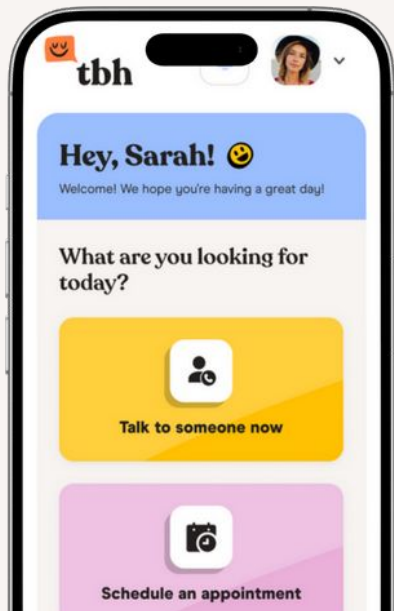 tbh
Hey, Sarah!
Welcome! We hope you're having a great day!
What are you looking for
today?
Talk to someone now
Schedule an appointment